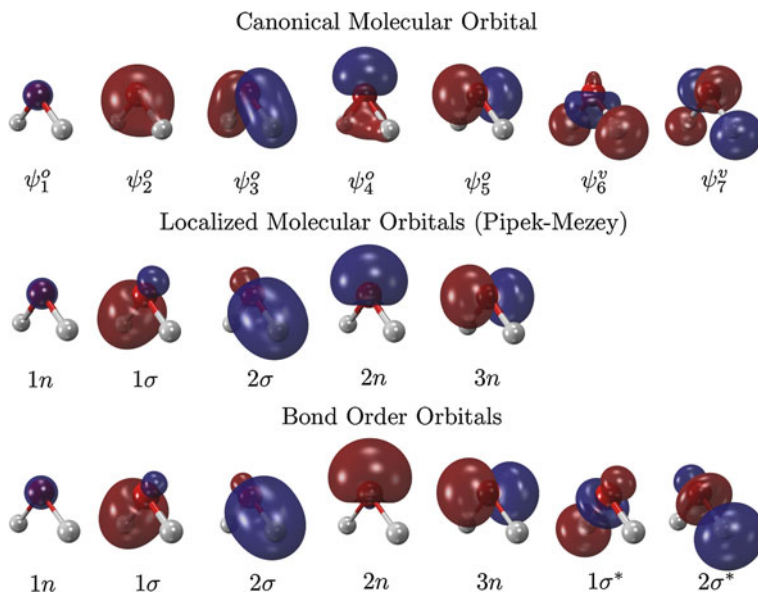 Canonical Molecular Orbital
ψ₁ᵒ ψ₂ᵒ ψ₃ᵒ ψ₄ᵒ ψ₅ᵒ ψ₆ᵛ ψ₇ᵛ
Localized Molecular Orbitals (Pipek-Mezey)
1n 1σ 2σ 2n 3n
Bond Order Orbitals
1n 1σ 2σ 2n 3n 1σ* 2σ*